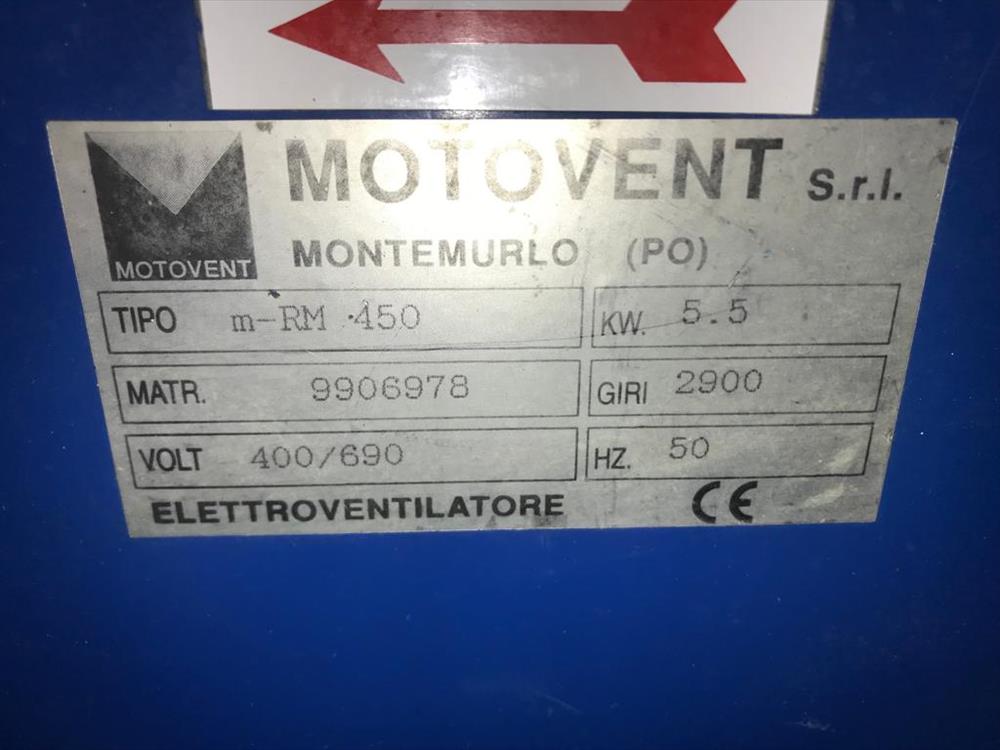 MOTOVENT S.r.l.
MOTOVENT
MONTEMURLO (PO)
TIPO m-RM 450 KW. 5.5
MATR. 9906978 GIRI 2900
VOLT 400/690 HZ. 50
ELETTROVENTILATORE CE